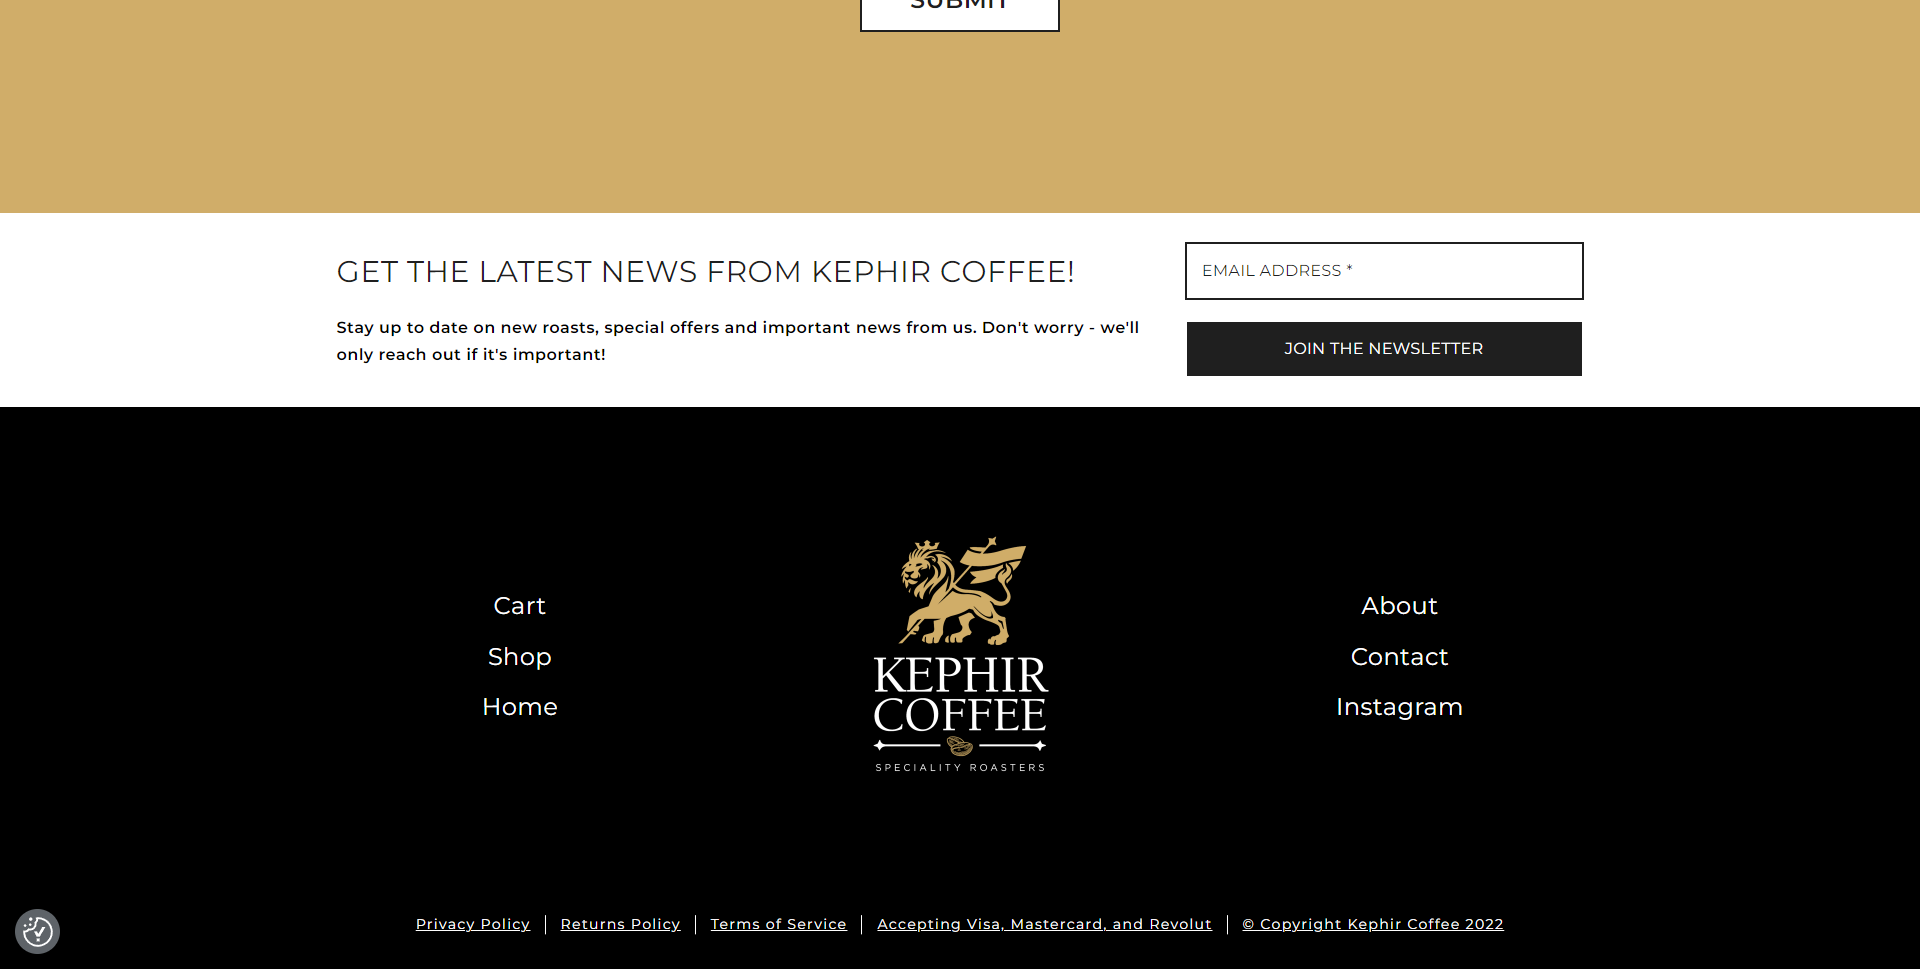 SUBMIT
GET THE LATEST NEWS FROM KEPHIR COFFEE!
Stay up to date on new roasts, special offers and important news from us. Don't worry - we'll
only reach out if it's important!
EMAIL ADDRESS *
JOIN THE NEWSLETTER
Cart
Shop
Home
KEPHIR
COFFEE
SPECIALITY ROASTERS
About
Contact
Instagram
Privacy Policy
Returns Policy
Terms of Service
Accepting Visa, Mastercard, and Revolut
© Copyright Kephir Coffee 2022